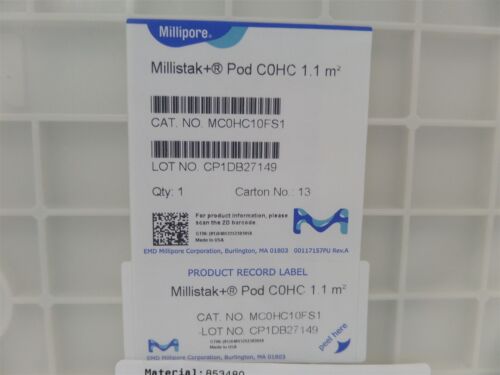 Millipore®
Millistak+® Pod C0HC 1.1 m²
CAT. NO. MC0HC10FS1
LOT NO. CP1DB27149
Qty: 1 Carton No.: 13
For product information, please
scan the 2D barcode.
Made in USA
EMD Millipore Corporation, Burlington, MA 01803 00117157PU Rev.A
PRODUCT RECORD LABEL
Millistak+® Pod C0HC 1.1 m²
CAT. NO. MC0HC10FS1
LOT NO. CP1DB27149
Made in USA
EMD Millipore Corporation, Burlington, MA 01803
peel here
Material:853480